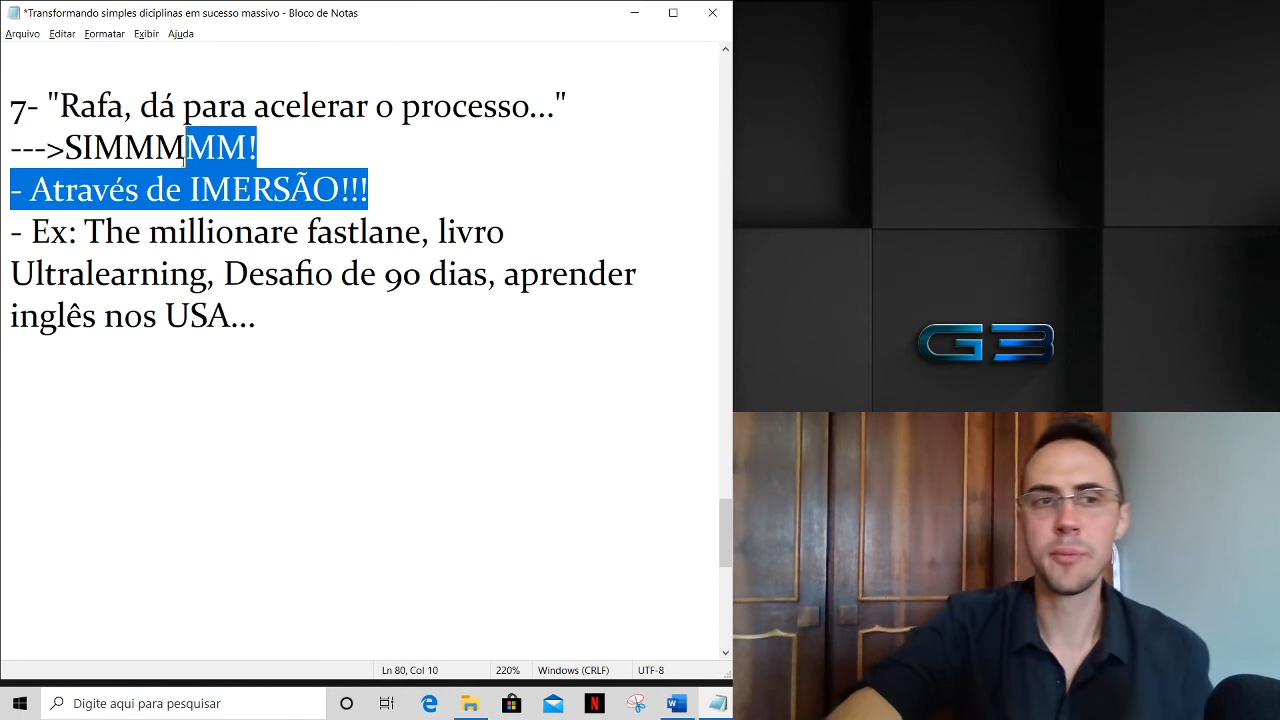 *Transformando simples diciplinas em sucesso massivo - Bloco de Notas
Arquivo Editar Formatar Exibir Ajuda
7- "Rafa, dá para acelerar o processo..."
--->SIMMMMM!
- Através de IMERSÃO!!!
- Ex: The millionare fastlane, livro
Ultralearning, Desafio de 90 dias, aprender
inglês nos USA...
G3
Ln 80, Col 10 220% Windows (CRLF) UTF-8
Digite aqui para pesquisar